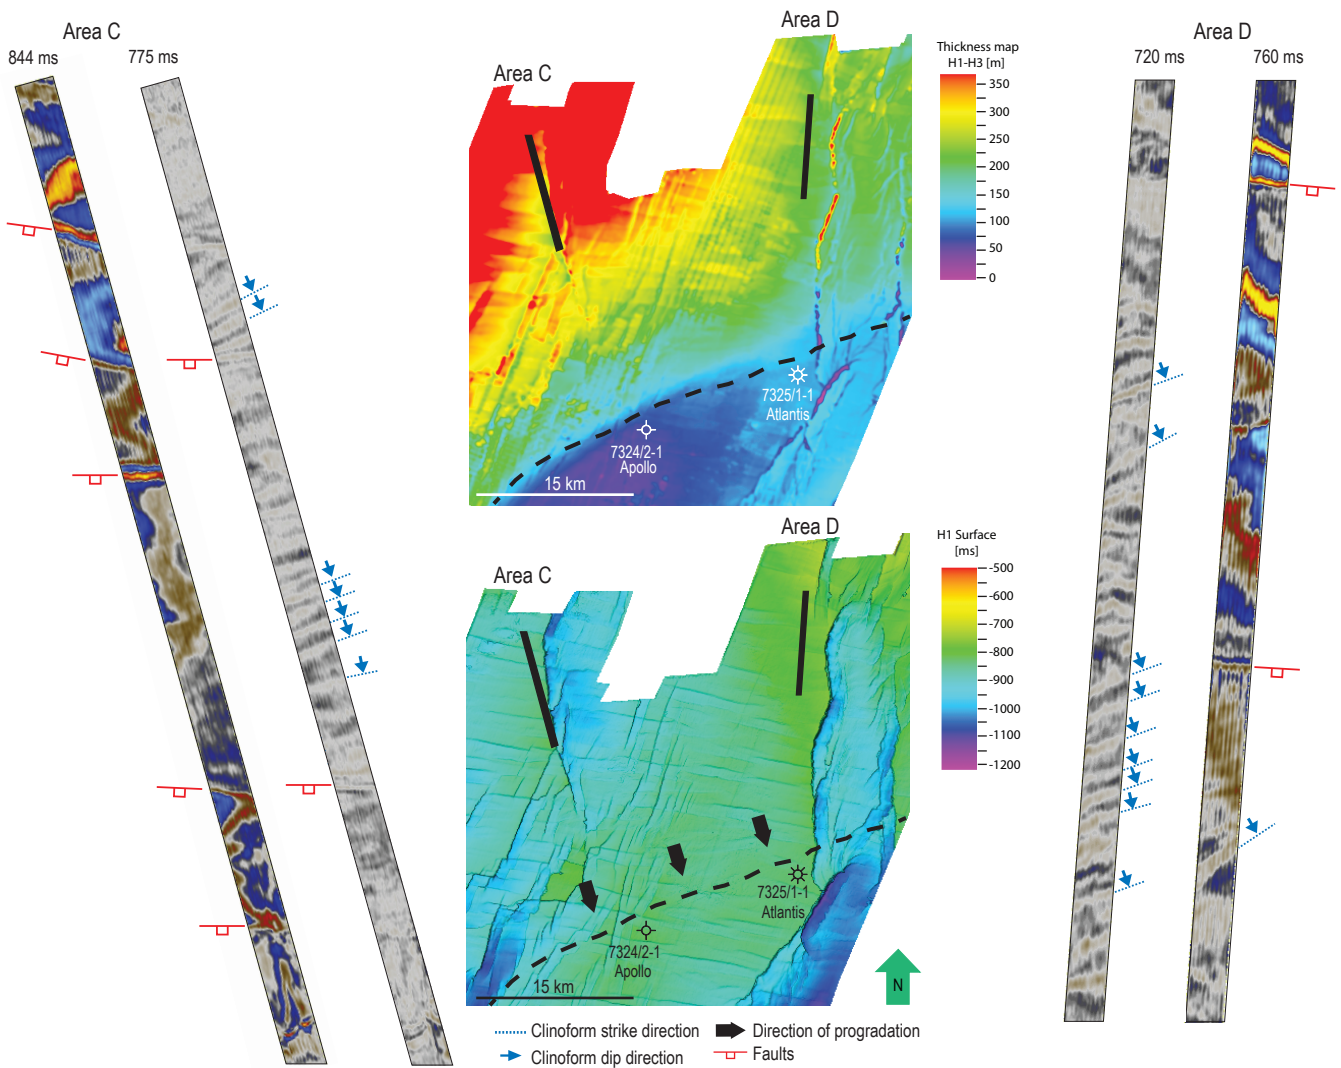 Area C
844 ms
775 ms
Area D
Area C
Thickness map
H1-H3 [m]
350
300
250
200
150
100
50
0
7325/1-1
Atlantis
7324/2-1
Apollo
15 km
Area D
720 ms
760 ms
Area D
Area C
H1 Surface
[ms]
-500
-600
-700
-800
-900
-1000
-1100
-1200
7325/1-1
Atlantis
7324/2-1
Apollo
15 km
N
Clinoform strike direction
Direction of progradation
Clinoform dip direction
Faults